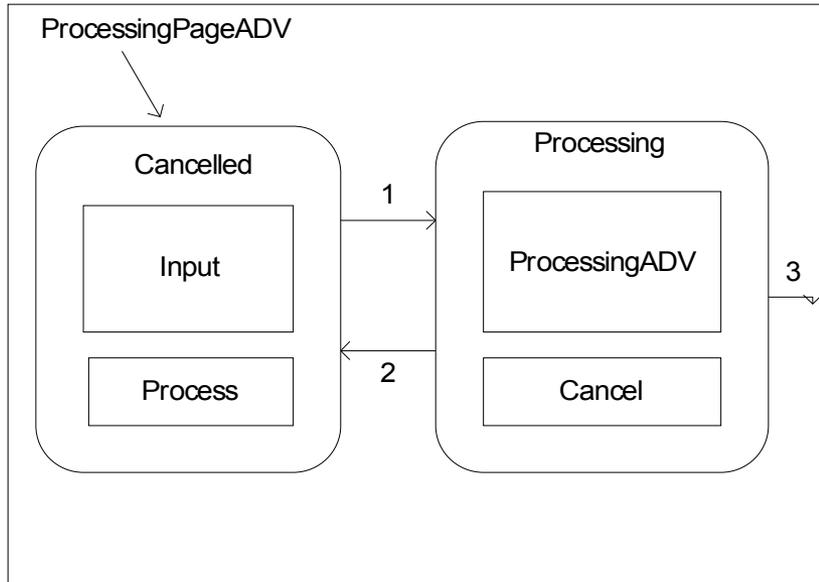 ProcessingPageADV
Cancelled
Input
Process
1
2
Processing
ProcessingADV
Cancel
3